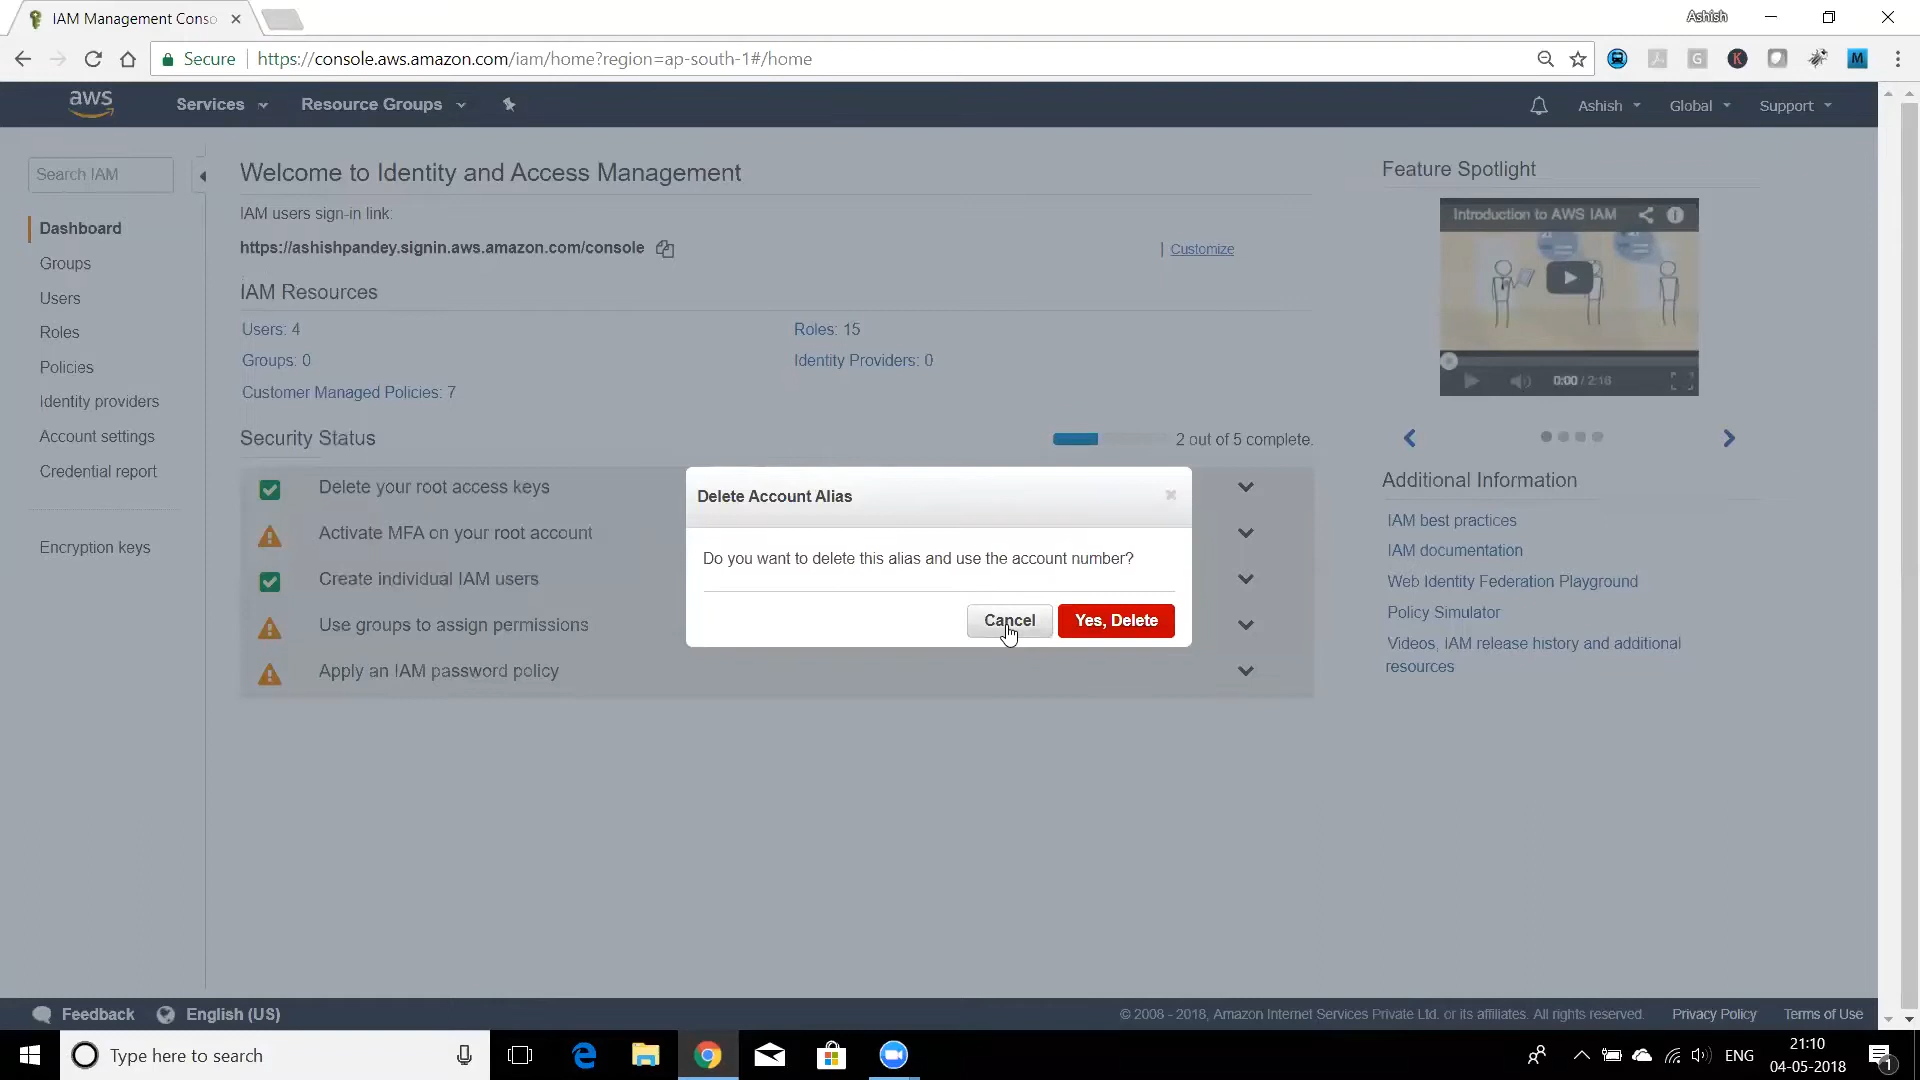 IAM Management Conso
Ashish
Secure
https://console.aws.amazon.com/iam/home?region=ap-south-1#/home
aws
Services
Resource Groups
Ashish
Global
Support
Search IAM
Dashboard
Groups
Users
Roles
Policies
Identity providers
Account settings
Credential report
Encryption keys
Welcome to Identity and Access Management
IAM users sign-in link:
https://ashishpandey.signin.aws.amazon.com/console
| Customize
IAM Resources
Users: 4
Roles: 15
Groups: 0
Identity Providers: 0
Customer Managed Policies: 7
Security Status
2 out of 5 complete.
Delete your root access keys
Activate MFA on your root account
Create individual IAM users
Use groups to assign permissions
Apply an IAM password policy
Delete Account Alias
Do you want to delete this alias and use the account number?
Cancel
Yes, Delete
Feature Spotlight
Introduction to AWS IAM
0:00 / 2:16
Additional Information
IAM best practices
IAM documentation
Web Identity Federation Playground
Policy Simulator
Videos, IAM release history and additional
resources
Feedback
English (US)
© 2008 - 2018, Amazon Internet Services Private Ltd. or its affiliates. All rights reserved.
Privacy Policy
Terms of Use
Type here to search
ENG
21:10
04-05-2018
1